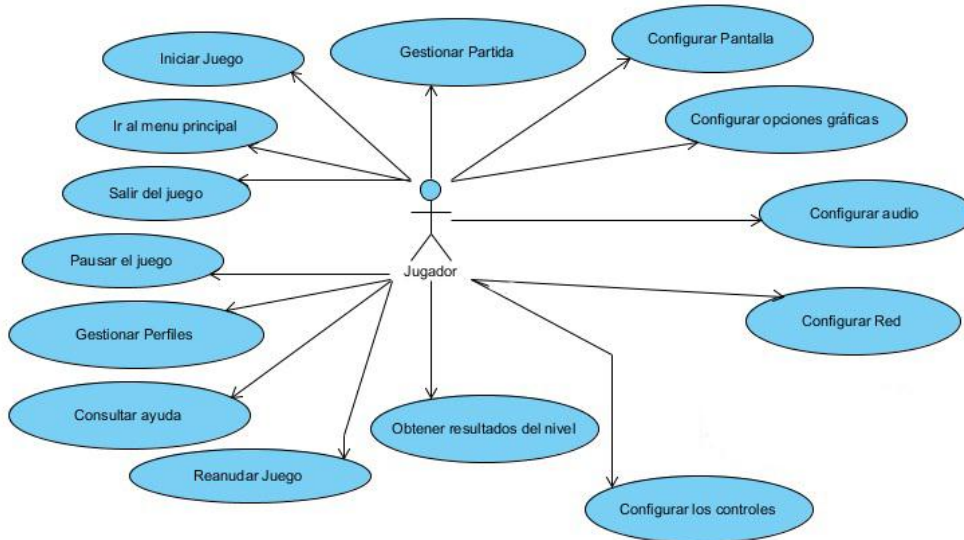 Iniciar Juego
Gestionar Partida
Configurar Pantalla
Ir al menu principal
Configurar opciones gráficas
Salir del juego
Configurar audio
Pausar el juego
Jugador
Gestionar Perfiles
Configurar Red
Consultar ayuda
Obtener resultados del nivel
Reanudar Juego
Configurar los controles